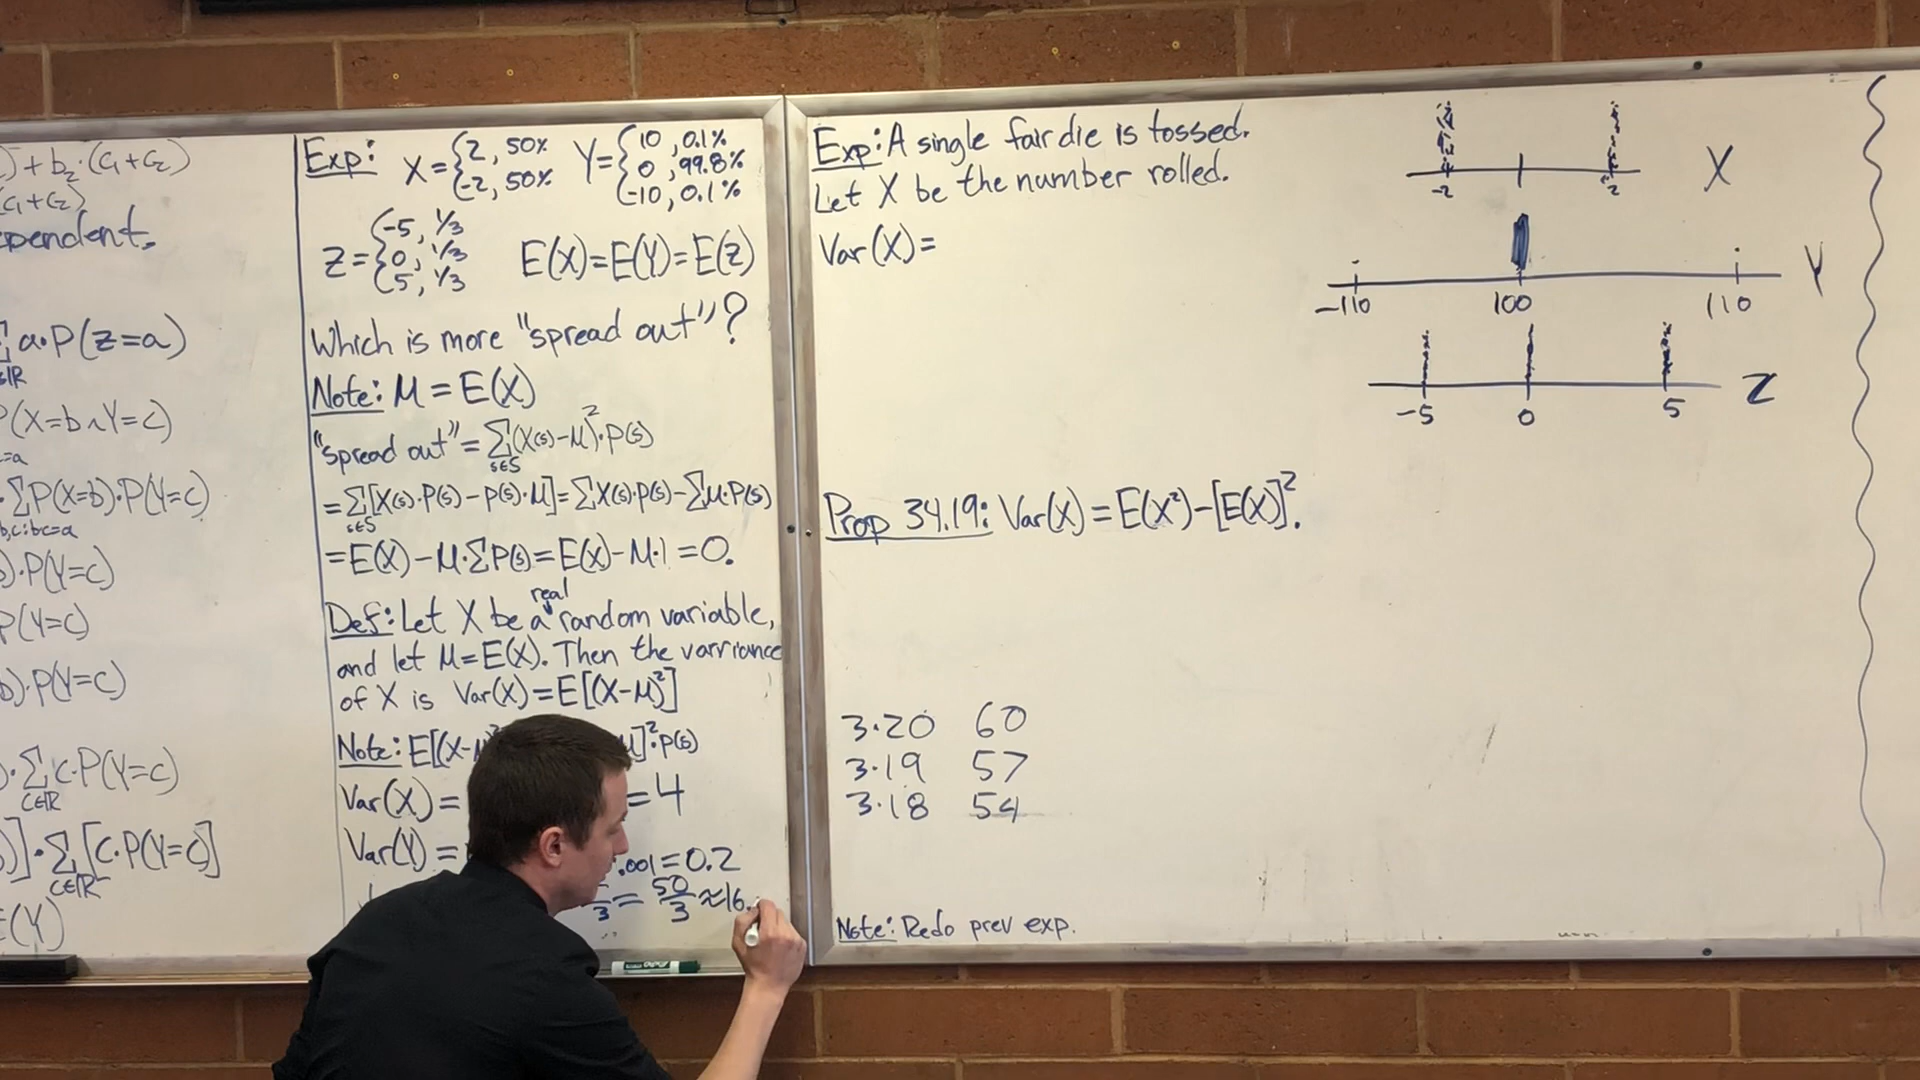 ) + b₂·(C₁+C₂)
(C₁+C₂)
ependent.
∑ a·P(Z=a)
∈ℝ
P(X=b∧Y=c)
=a
·∑P(X=b)·P(Y=c)
b,c:bc=a
)·P(Y=c)
P(Y=c)
b)·P(Y=c)
)·∑ C·P(Y=c)
C∈ℝ
)]·∑[C·P(Y=c)]
C∈ℝ
E(Y)
Exp: X={2, 50% -2, 50% Y={10, 0.1% 0, 99.8% -10, 0.1%
Z={-5, 1/3 0, 1/3 5, 1/3 E(X)=E(Y)=E(Z)
Which is more "spread out"?
Note: M = E(X)
"spread out" = ∑(X(s)-M)²·P(s)
s∈S
= ∑[X(s)·P(s) - P(s)·M] = ∑X(s)·P(s) - ∑M·P(s)
s∈S
= E(X) - M·∑P(s) = E(X) - M·1 = 0.
real
Def: Let X be a random variable,
and let M=E(X). Then the varriance
of X is Var(X) = E[(X-M)²]
Note: E[(X-M M]²·P(s)
Var(X) = =4
Var(Y) = .001 = 0.2
3 = 50/3 ≈ 16.
Exp: A single fair die is tossed.
Let X be the number rolled.
Var(X) =
Prop 34.19: Var(X) = E(X²) - [E(X)]².
3·20 60
3·19 57
3·18 54
Note: Redo prev exp.
-2 2 X
-110 100 110 Y
-5 0 5 Z